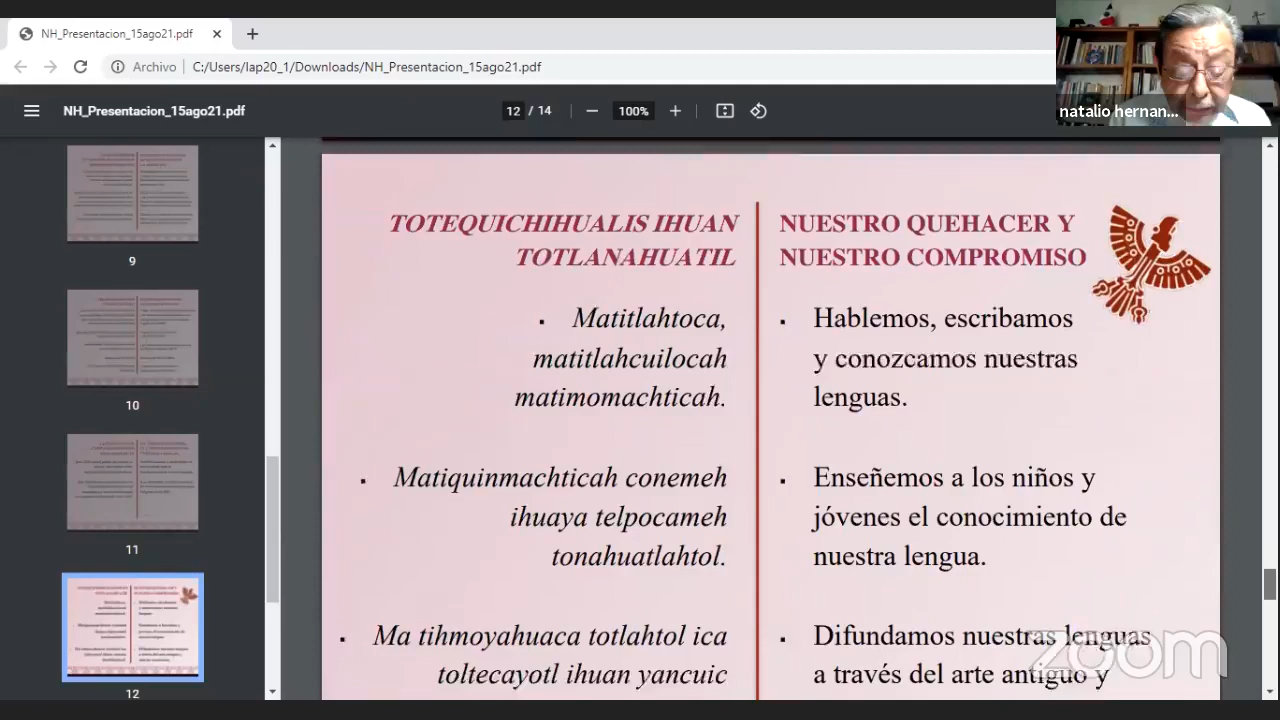 NH_Presentacion_15ago21.pdf
Archivo
C:/Users/lap20_1/Downloads/NH_Presentacion_15ago21.pdf
natalio hernan...
NH_Presentacion_15ago21.pdf
12 / 14
100%
9
10
11
12
TOTEQUICHIHUALIS IHUAN
TOTLANAHUATIL
▪ Matitlahtoca,
matitlahcuilocah
matimomachticah.
▪ Matiquinmachticah conemeh
ihuaya telpocameh
tonahuatlahtol.
▪ Ma tihmoyahuaca totlahtol ica
toltecayotl ihuan yancuic
NUESTRO QUEHACER Y
NUESTRO COMPROMISO
▪ Hablemos, escribamos
y conozcamos nuestras
lenguas.
▪ Enseñemos a los niños y
jóvenes el conocimiento de
nuestra lengua.
▪ Difundamos nuestras lenguas
a través del arte antiguo y
zoom